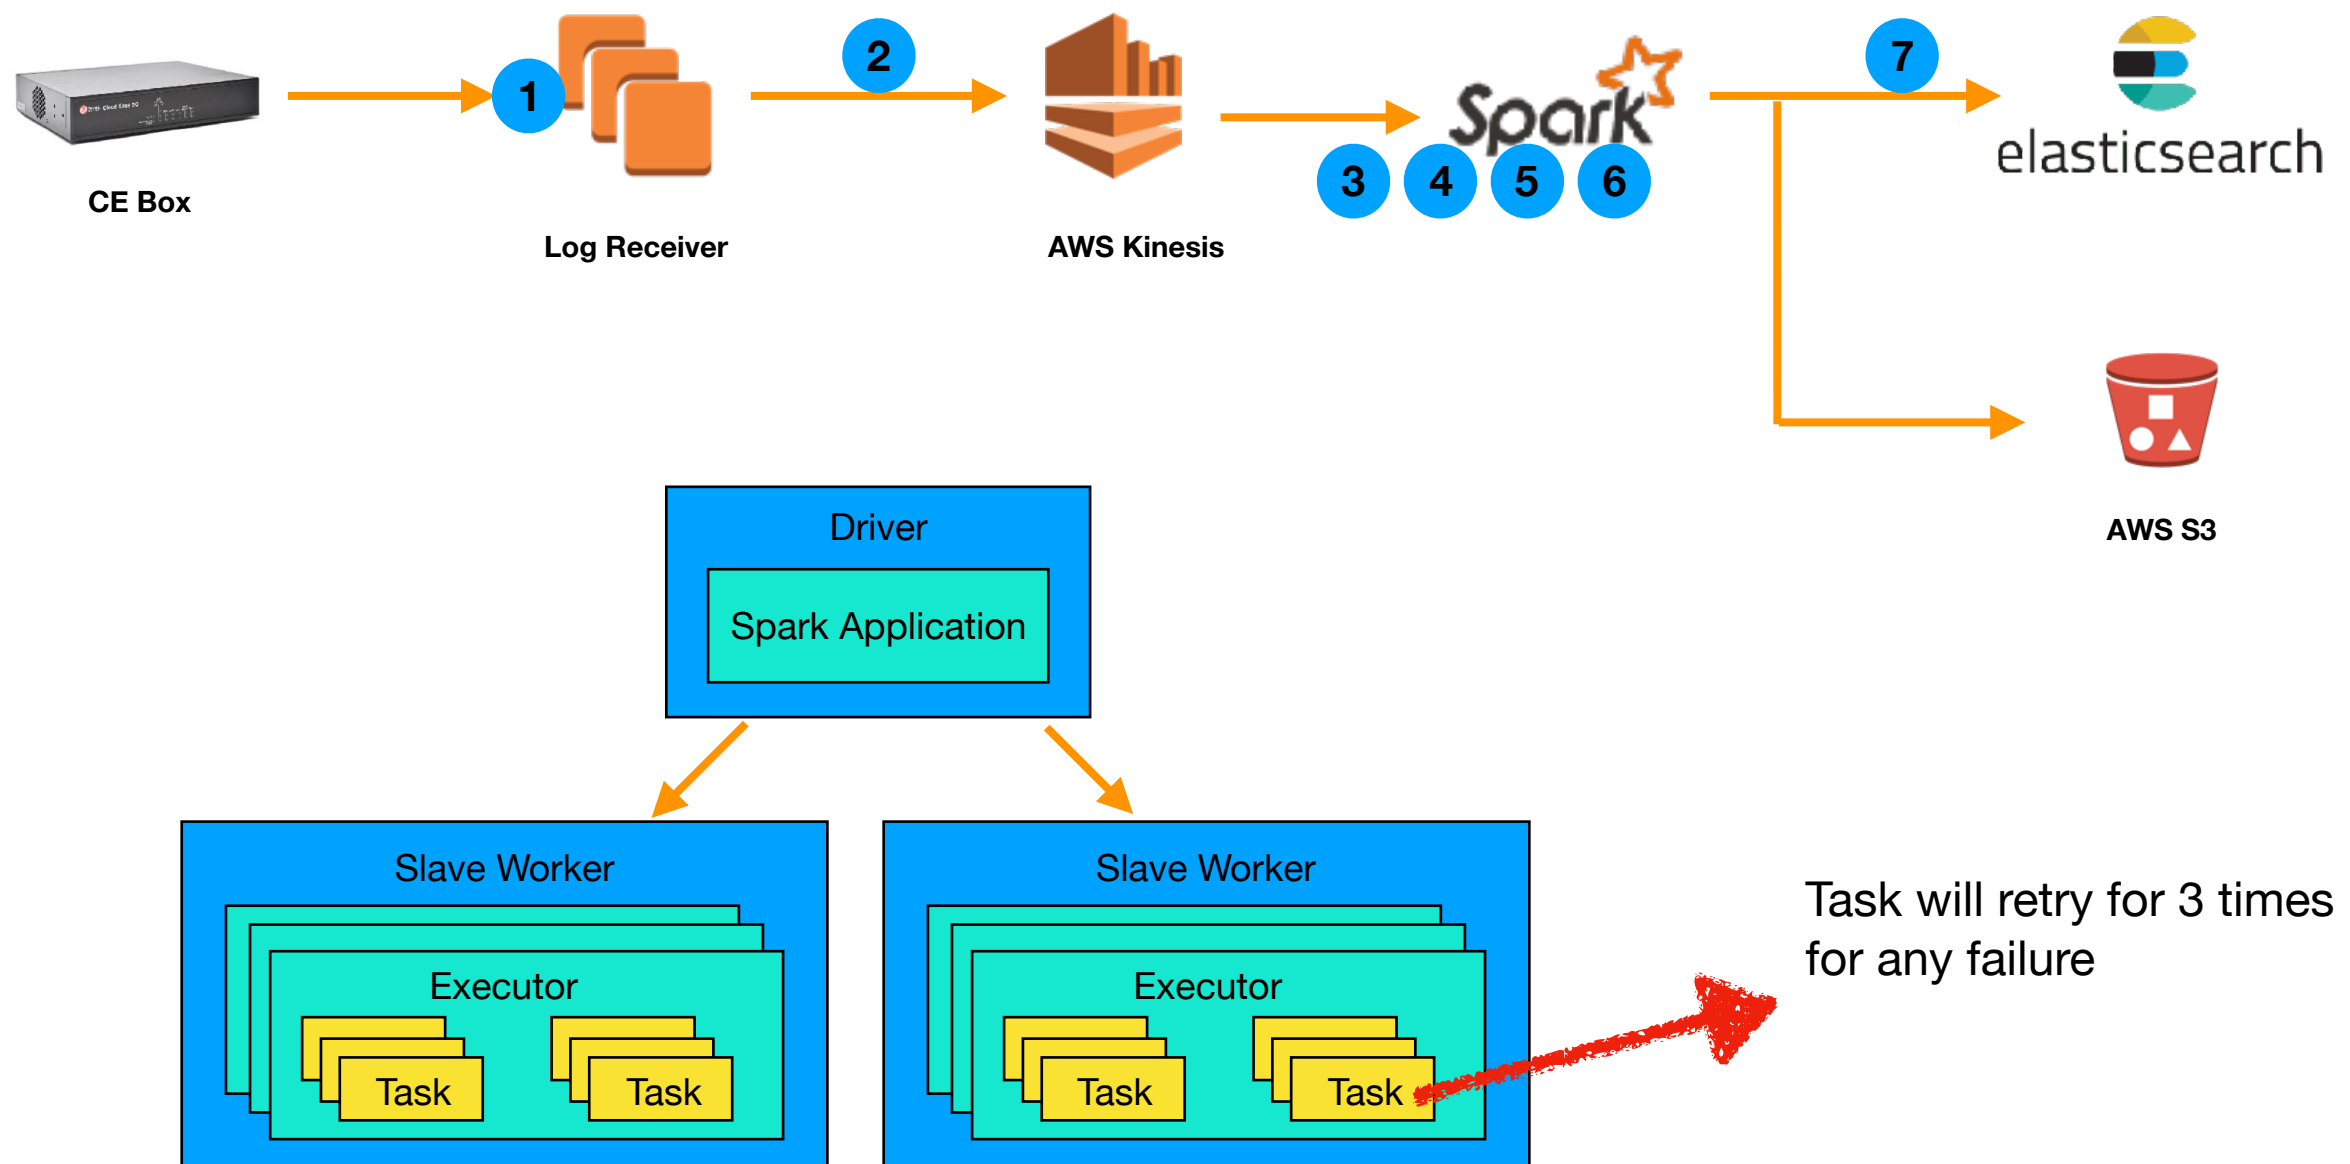 1
2
7
Spark
3
4
5
6
elasticsearch
CE Box
Log Receiver
AWS Kinesis
AWS S3
Driver
Spark Application
Slave Worker
Executor
Task
Task
Slave Worker
Executor
Task
Task
Task will retry for 3 times
for any failure